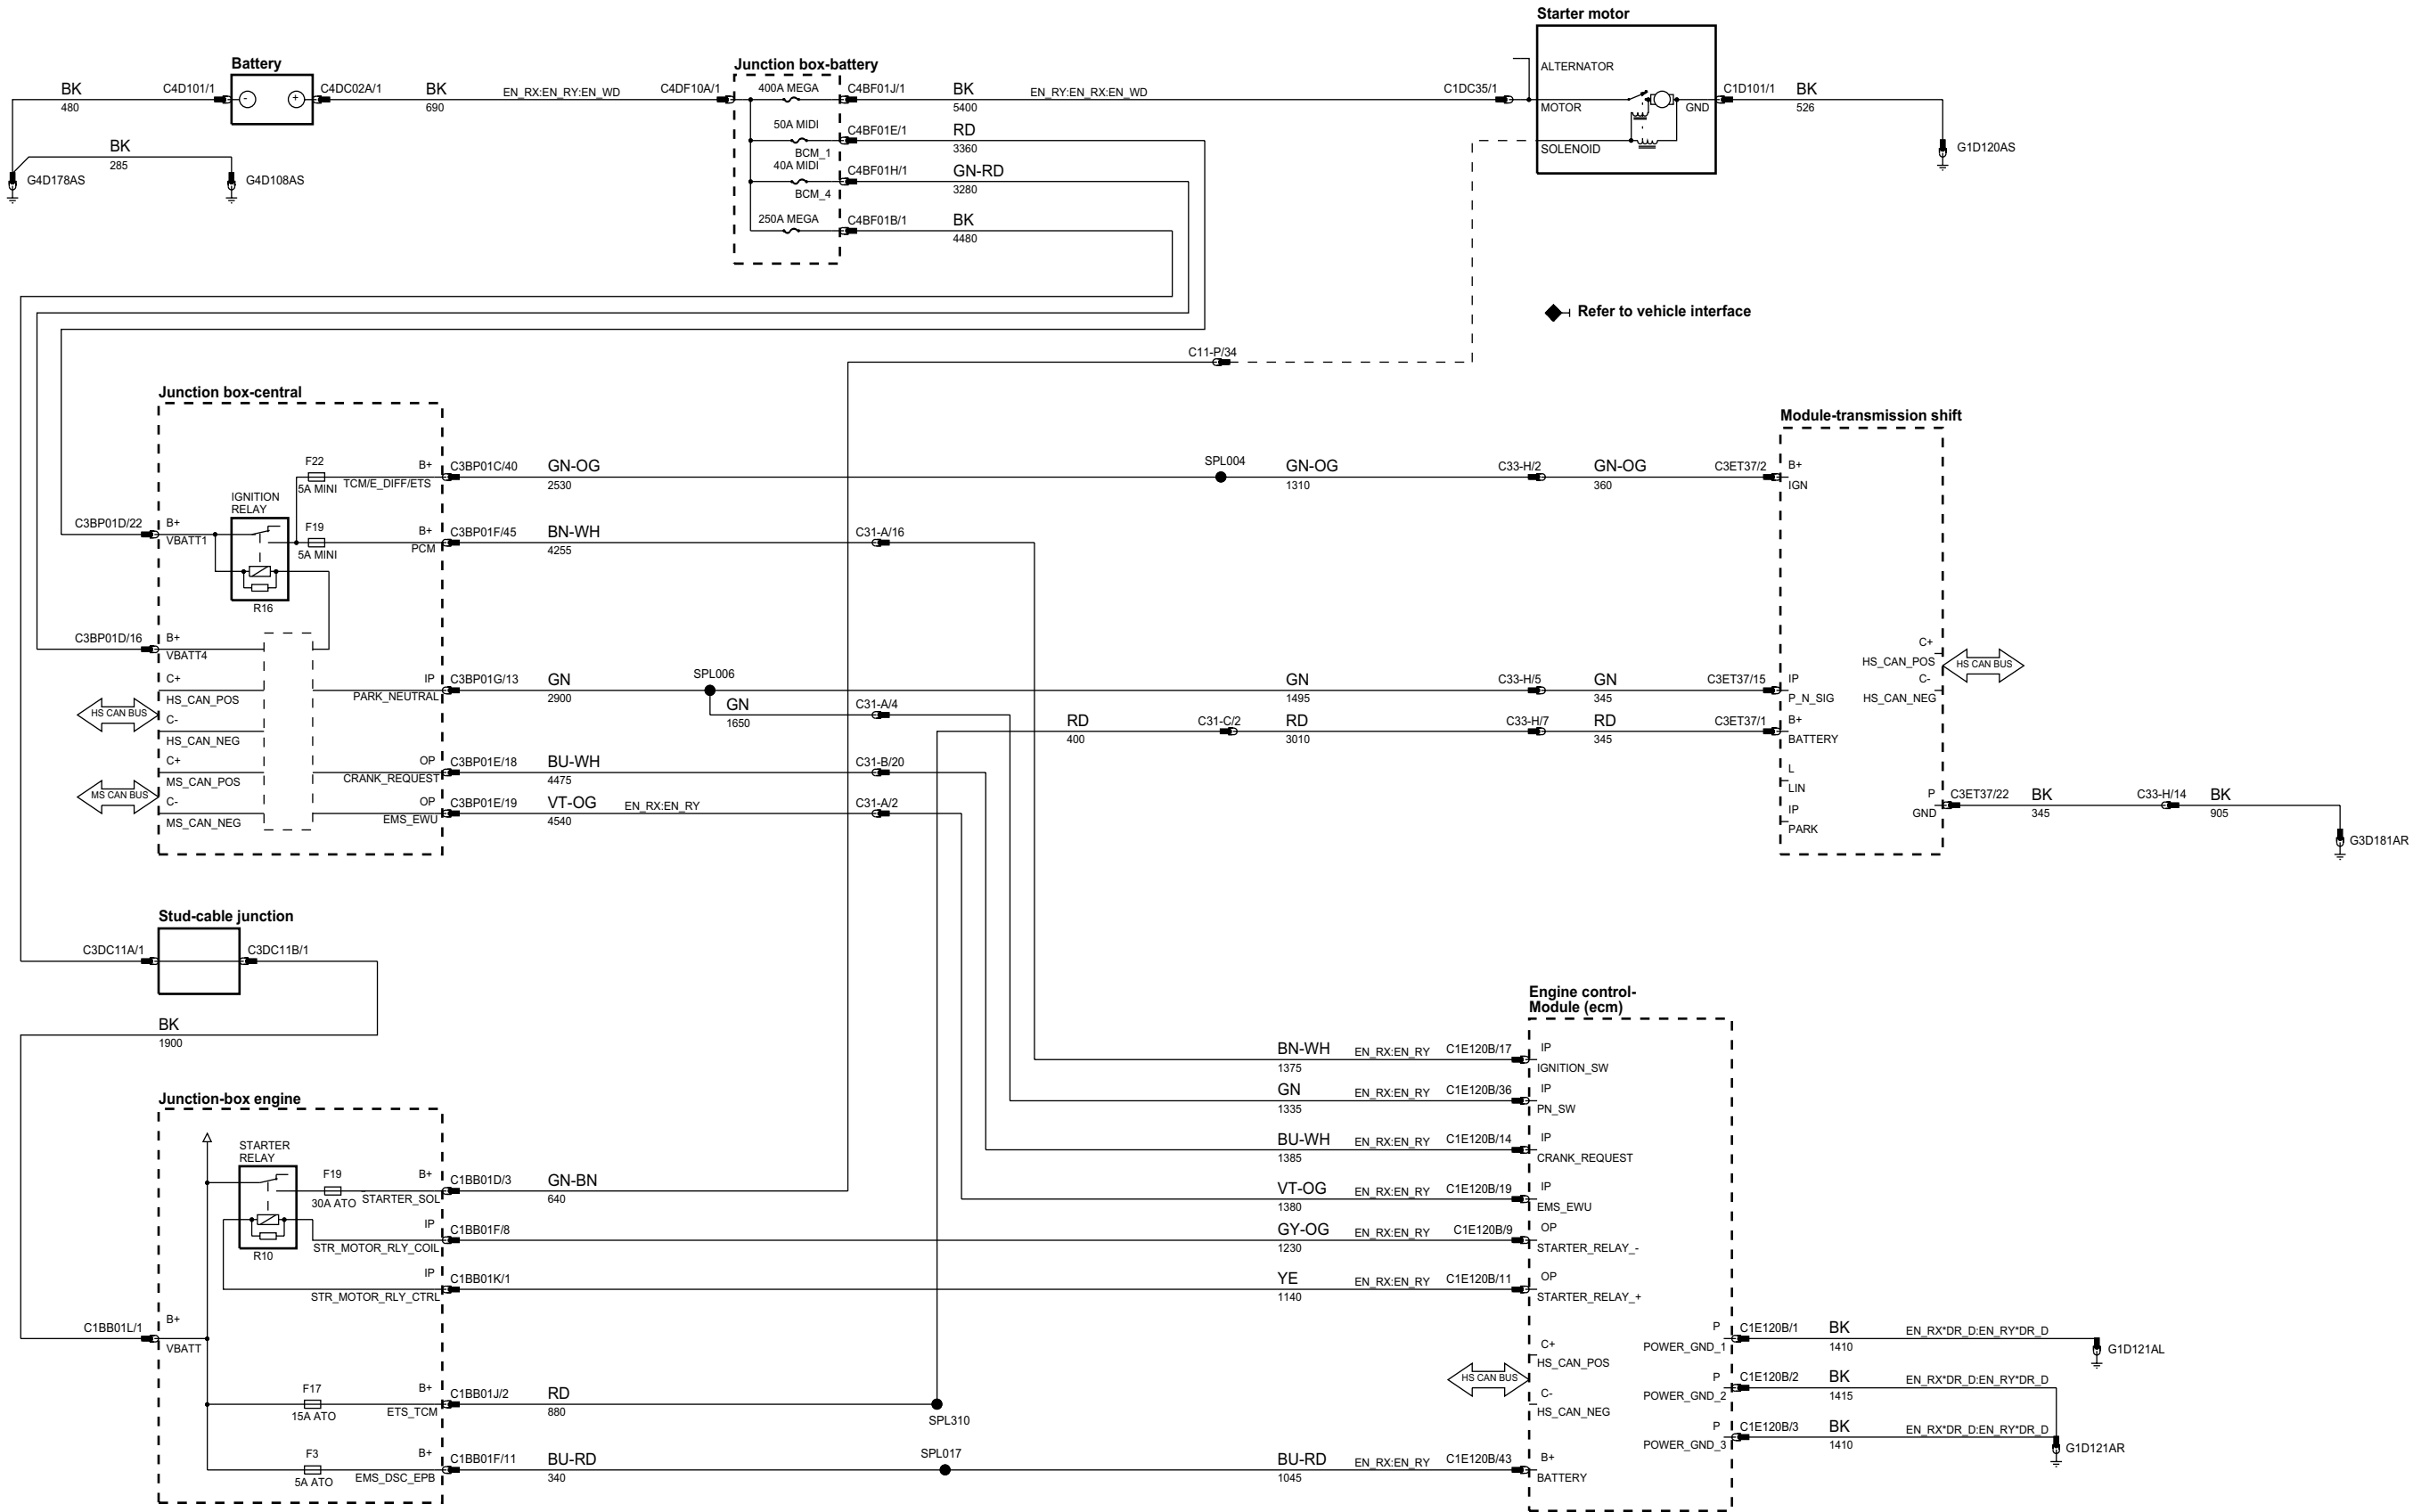 Starter motor
Battery
Junction box-battery
BK
480
C4D101/1
-
+
C4DC02A/1
BK
690
EN_RX:EN_RY:EN_WD
C4DF10A/1
400A MEGA
C4BF01J/1
BK
5400
EN_RY:EN_RX:EN_WD
C1DC35/1
ALTERNATOR
MOTOR
GND
SOLENOID
C1D101/1
BK
526
G1D120AS
BK
285
G4D178AS
G4D108AS
50A MIDI
BCM_1
C4BF01E/1
RD
3360
40A MIDI
BCM_4
C4BF01H/1
GN-RD
3280
250A MEGA
C4BF01B/1
BK
4480
Refer to vehicle interface
C11-P/34
Junction box-central
Module-transmission shift
F22
5A MINI
B+
TCM/E_DIFF/ETS
C3BP01C/40
GN-OG
2530
SPL004
GN-OG
1310
C33-H/2
GN-OG
360
C3ET37/2
B+
IGN
IGNITION
RELAY
C3BP01D/22
B+
VBATT1
F19
5A MINI
B+
PCM
C3BP01F/45
BN-WH
4255
C31-A/16
R16
C3BP01D/16
B+
VBATT4
C+
HS_CAN_POS
HS CAN BUS
C-
HS_CAN_NEG
C+
MS_CAN_POS
MS CAN BUS
C-
MS_CAN_NEG
IP
PARK_NEUTRAL
C3BP01G/13
GN
2900
SPL006
GN
1650
C31-A/4
GN
1495
C33-H/5
GN
345
C3ET37/15
IP
P_N_SIG
RD
400
C31-C/2
RD
3010
C33-H/7
RD
345
C3ET37/1
B+
BATTERY
C+
HS_CAN_POS
HS CAN BUS
C-
HS_CAN_NEG
L
LIN
IP
PARK
P
GND
C3ET37/22
BK
345
C33-H/14
BK
905
G3D181AR
OP
CRANK_REQUEST
C3BP01E/18
BU-WH
4475
C31-B/20
OP
EMS_EWU
C3BP01E/19
VT-OG
4540
EN_RX:EN_RY
C31-A/2
Stud-cable junction
C3DC11A/1
C3DC11B/1
BK
1900
Engine control-
Module (ecm)
BN-WH
1375
EN_RX:EN_RY
C1E120B/17
IP
IGNITION_SW
GN
1335
EN_RX:EN_RY
C1E120B/36
IP
PN_SW
BU-WH
1385
EN_RX:EN_RY
C1E120B/14
IP
CRANK_REQUEST
VT-OG
1380
EN_RX:EN_RY
C1E120B/19
IP
EMS_EWU
Junction-box engine
STARTER
RELAY
F19
30A ATO
B+
STARTER_SOL
C1BB01D/3
GN-BN
640
R10
IP
STR_MOTOR_RLY_COIL
C1BB01F/8
GY-OG
1230
EN_RX:EN_RY
C1E120B/9
OP
STARTER_RELAY_-
IP
STR_MOTOR_RLY_CTRL
C1BB01K/1
YE
1140
EN_RX:EN_RY
C1E120B/11
OP
STARTER_RELAY_+
C1BB01L/1
B+
VBATT
P
POWER_GND_1
C1E120B/1
BK
1410
EN_RX*DR_D:EN_RY*DR_D
G1D121AL
C+
HS_CAN_POS
HS CAN BUS
C-
HS_CAN_NEG
P
POWER_GND_2
C1E120B/2
BK
1415
EN_RX*DR_D:EN_RY*DR_D
P
POWER_GND_3
C1E120B/3
BK
1410
EN_RX*DR_D:EN_RY*DR_D
G1D121AR
F17
15A ATO
B+
ETS_TCM
C1BB01J/2
RD
880
SPL310
F3
5A ATO
B+
EMS_DSC_EPB
C1BB01F/11
BU-RD
340
SPL017
BU-RD
1045
EN_RX:EN_RY
C1E120B/43
B+
BATTERY